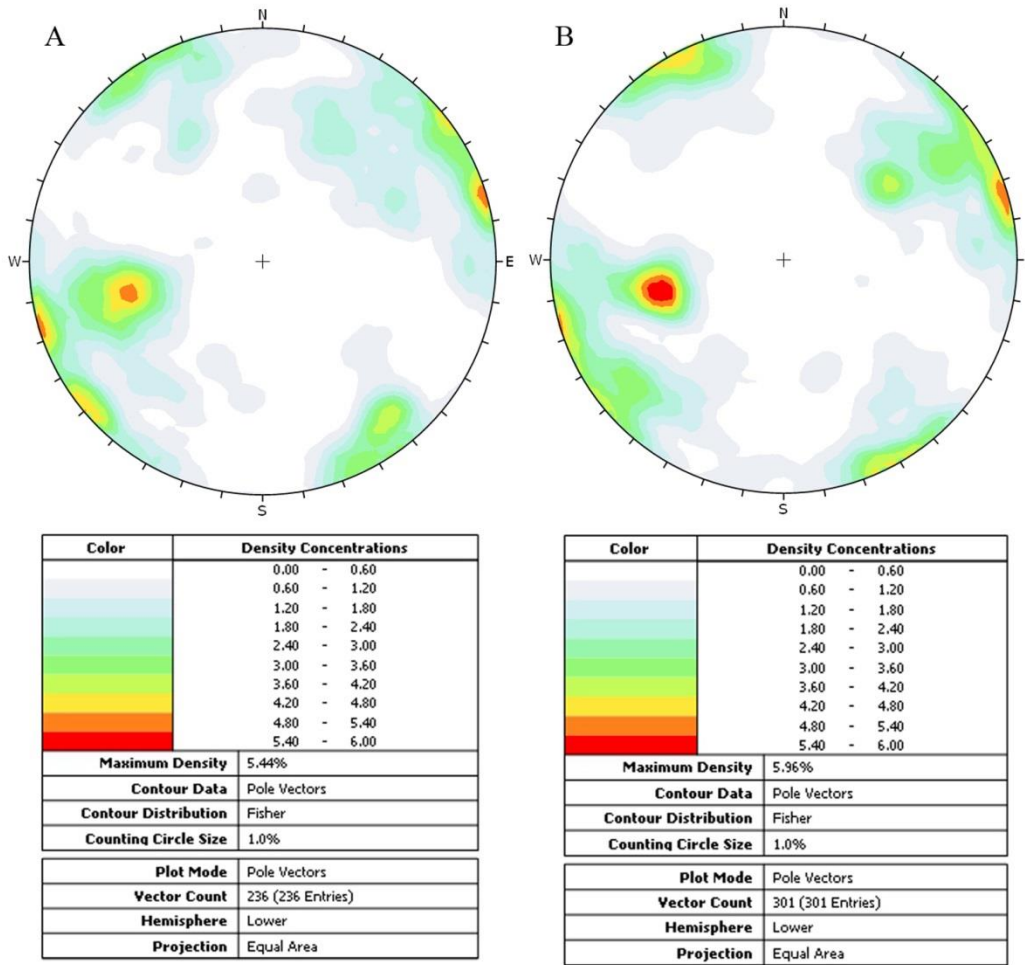 A
N
W
E
S
Color Density Concentrations
0.00 - 0.60
0.60 - 1.20
1.20 - 1.80
1.80 - 2.40
2.40 - 3.00
3.00 - 3.60
3.60 - 4.20
4.20 - 4.80
4.80 - 5.40
5.40 - 6.00
Maximum Density 5.44%
Contour Data Pole Vectors
Contour Distribution Fisher
Counting Circle Size 1.0%
Plot Mode Pole Vectors
Vector Count 236 (236 Entries)
Hemisphere Lower
Projection Equal Area
B
N
W
S
Color Density Concentrations
0.00 - 0.60
0.60 - 1.20
1.20 - 1.80
1.80 - 2.40
2.40 - 3.00
3.00 - 3.60
3.60 - 4.20
4.20 - 4.80
4.80 - 5.40
5.40 - 6.00
Maximum Density 5.96%
Contour Data Pole Vectors
Contour Distribution Fisher
Counting Circle Size 1.0%
Plot Mode Pole Vectors
Vector Count 301 (301 Entries)
Hemisphere Lower
Projection Equal Area